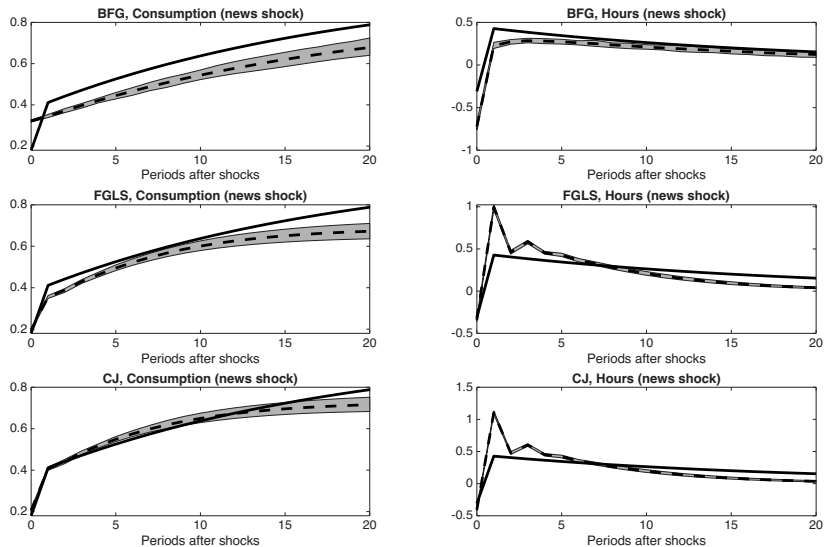 BFG, Consumption (news shock)
0.8
0.6
0.4
0.2
0 5 10 15 20
Periods after shocks
BFG, Hours (news shock)
0.5
0
-0.5
-1
0 5 10 15 20
Periods after shocks
FGLS, Consumption (news shock)
0.8
0.6
0.4
0.2
0 5 10 15 20
Periods after shocks
FGLS, Hours (news shock)
1
0.5
0
-0.5
0 5 10 15 20
Periods after shocks
CJ, Consumption (news shock)
0.8
0.6
0.4
0.2
0 5 10 15 20
Periods after shocks
CJ, Hours (news shock)
1.5
1
0.5
0
-0.5
0 5 10 15 20
Periods after shocks